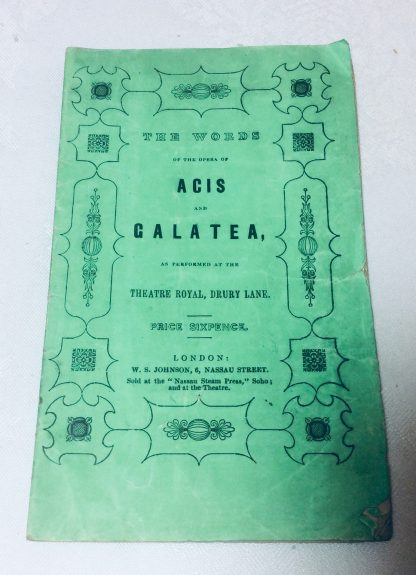 THE WORDS
OF THE OPERA OF
ACIS
AND
GALATEA,
AS PERFORMED AT THE
THEATRE ROYAL, DRURY LANE.
PRICE SIXPENCE.
LONDON:
W. S. JOHNSON, 6, NASSAU STREET.
Sold at the "Nassau Steam Press," Soho;
and at the Theatre.